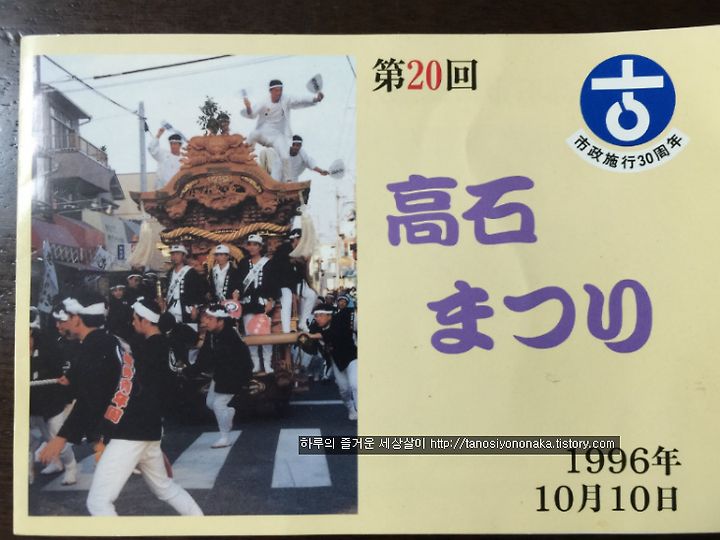 第20回
市政施行30周年
高石
まつり
하루의 즐거운 세상살이 http://tanosiyononaka.tistory.com
1996年
10月10日